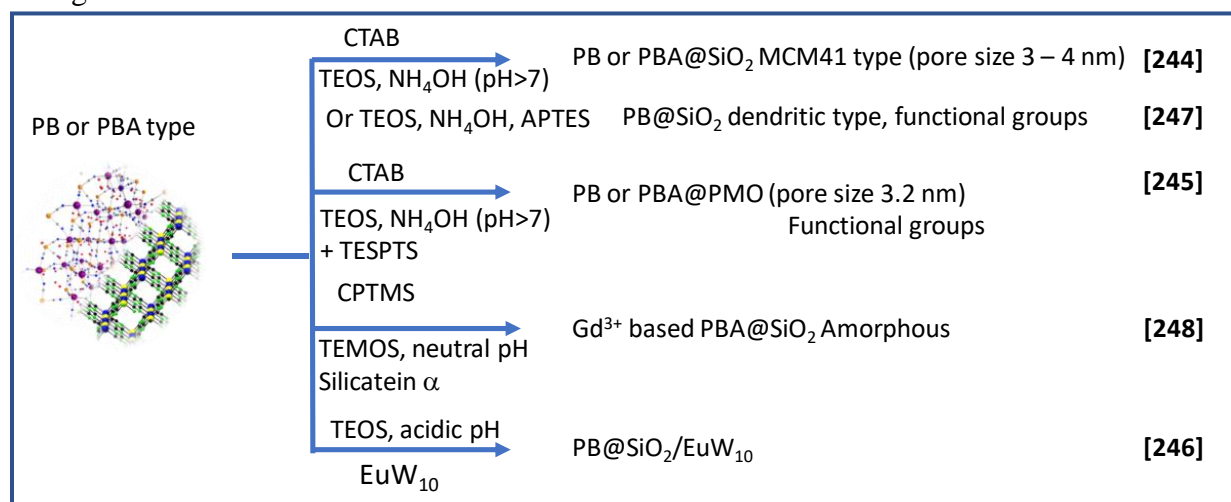 CTAB
TEOS, NH₄OH (pH>7)
PB or PBA@SiO₂ MCM41 type (pore size 3 – 4 nm) [244]
PB or PBA type
Or TEOS, NH₄OH, APTES
PB@SiO₂ dendritic type, functional groups [247]
CTAB
TEOS, NH₄OH (pH>7)
+ TESPTS
PB or PBA@PMO (pore size 3.2 nm) [245]
Functional groups
CPTMS
TEMOS, neutral pH
Silicatein α
Gd³⁺ based PBA@SiO₂ Amorphous [248]
TEOS, acidic pH
EuW₁₀
PB@SiO₂/EuW₁₀ [246]